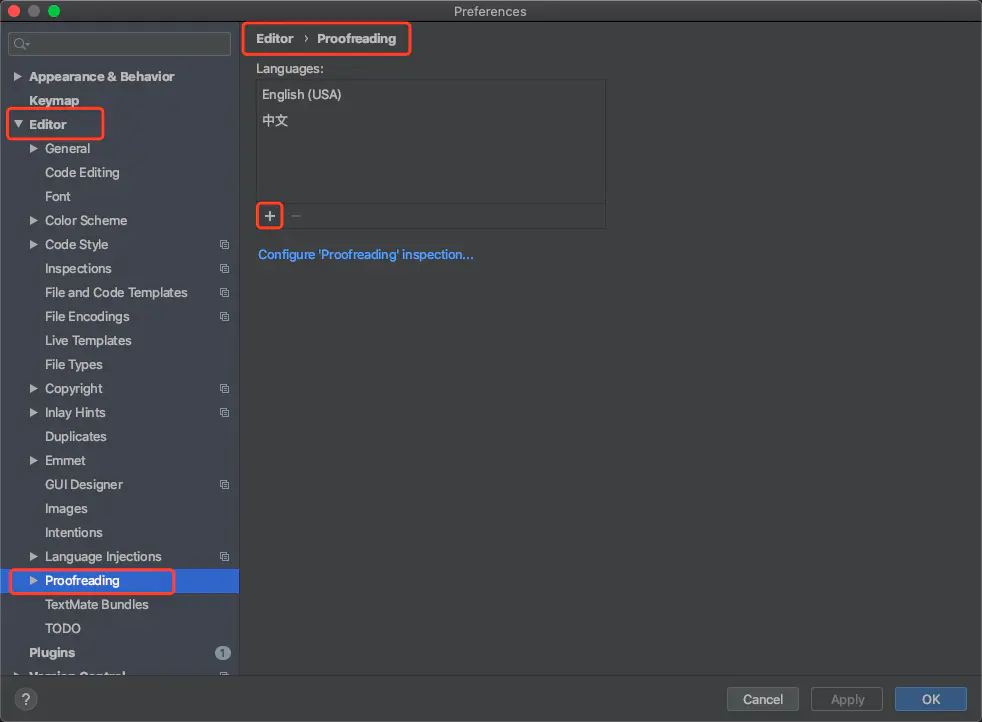 Preferences
Appearance & Behavior
Keymap
Editor
General
Code Editing
Font
Color Scheme
Code Style
Inspections
File and Code Templates
File Encodings
Live Templates
File Types
Copyright
Inlay Hints
Duplicates
Emmet
GUI Designer
Images
Intentions
Language Injections
Proofreading
TextMate Bundles
TODO
Plugins 1
Version Control
Editor › Proofreading
Languages:
English (USA)
中文
+ −
Configure 'Proofreading' inspection...
? Cancel Apply OK